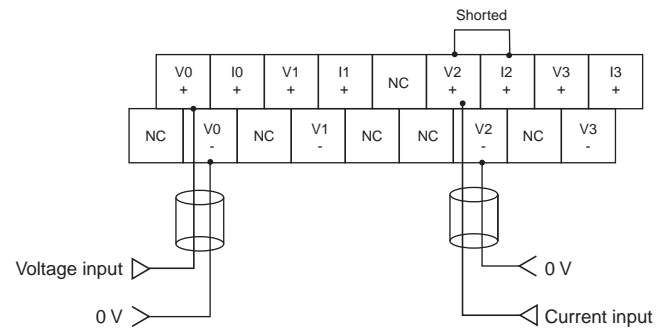 Shorted
V0 I0 V1 I1 NC V2 I2 V3 I3
+ + + + + + + +
NC V0 NC V1 NC NC V2 NC V3
- - - -
Voltage input
0 V
0 V
Current input